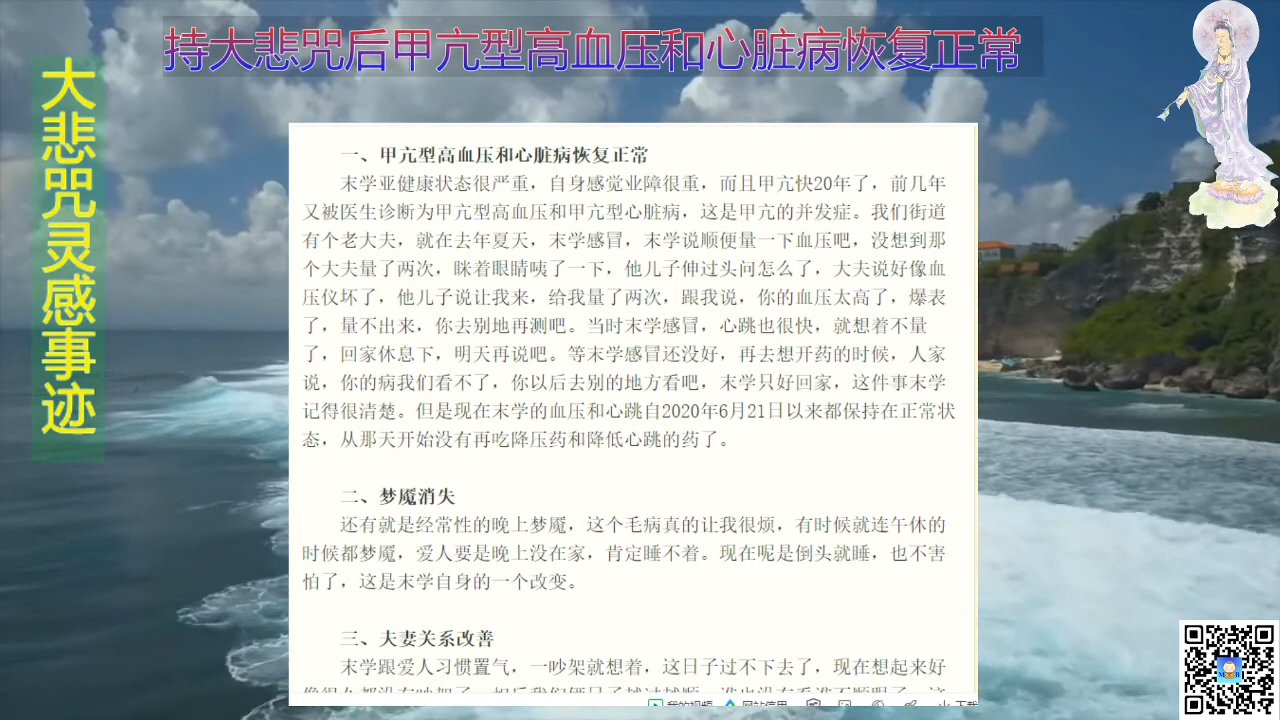 持大悲咒后甲亢型高血压和心脏病恢复正常
大悲咒灵感事迹
一、甲亢型高血压和心脏病恢复正常
末学亚健康状态很严重，自身感觉业障很重，而且甲亢快20年了，前几年
又被医生诊断为甲亢型高血压和甲亢型心脏病，这是甲亢的并发症。我们街道
有个老大夫，就在去年夏天，末学感冒，末学说顺便量一下血压吧，没想到那
个大夫量了两次，眯着眼睛咦了一下，他儿子伸过头问怎么了，大夫说好像血
压仪坏了，他儿子说让我来，给我量了两次，跟我说，你的血压太高了，爆表
了，量不出来，你去别地再测吧。当时末学感冒，心跳也很快，就想着不量
了，回家休息下，明天再说吧。等末学感冒还没好，再去想开药的时候，人家
说，你的病我们看不了，你以后去别的地方看吧，末学只好回家，这件事末学
记得很清楚。但是现在末学的血压和心跳自2020年6月21日以来都保持在正常状
态，从那天开始没有再吃降压药和降低心跳的药了。
二、梦魇消失
还有就是经常性的晚上梦魇，这个毛病真的让我很烦，有时候就连午休的
时候都梦魇，爱人要是晚上没在家，肯定睡不着。现在呢是倒头就睡，也不害
怕了，这是末学自身的一个改变。
三、夫妻关系改善
末学跟爱人习惯置气，一吵架就想着，这日子过不下去了，现在想起来好